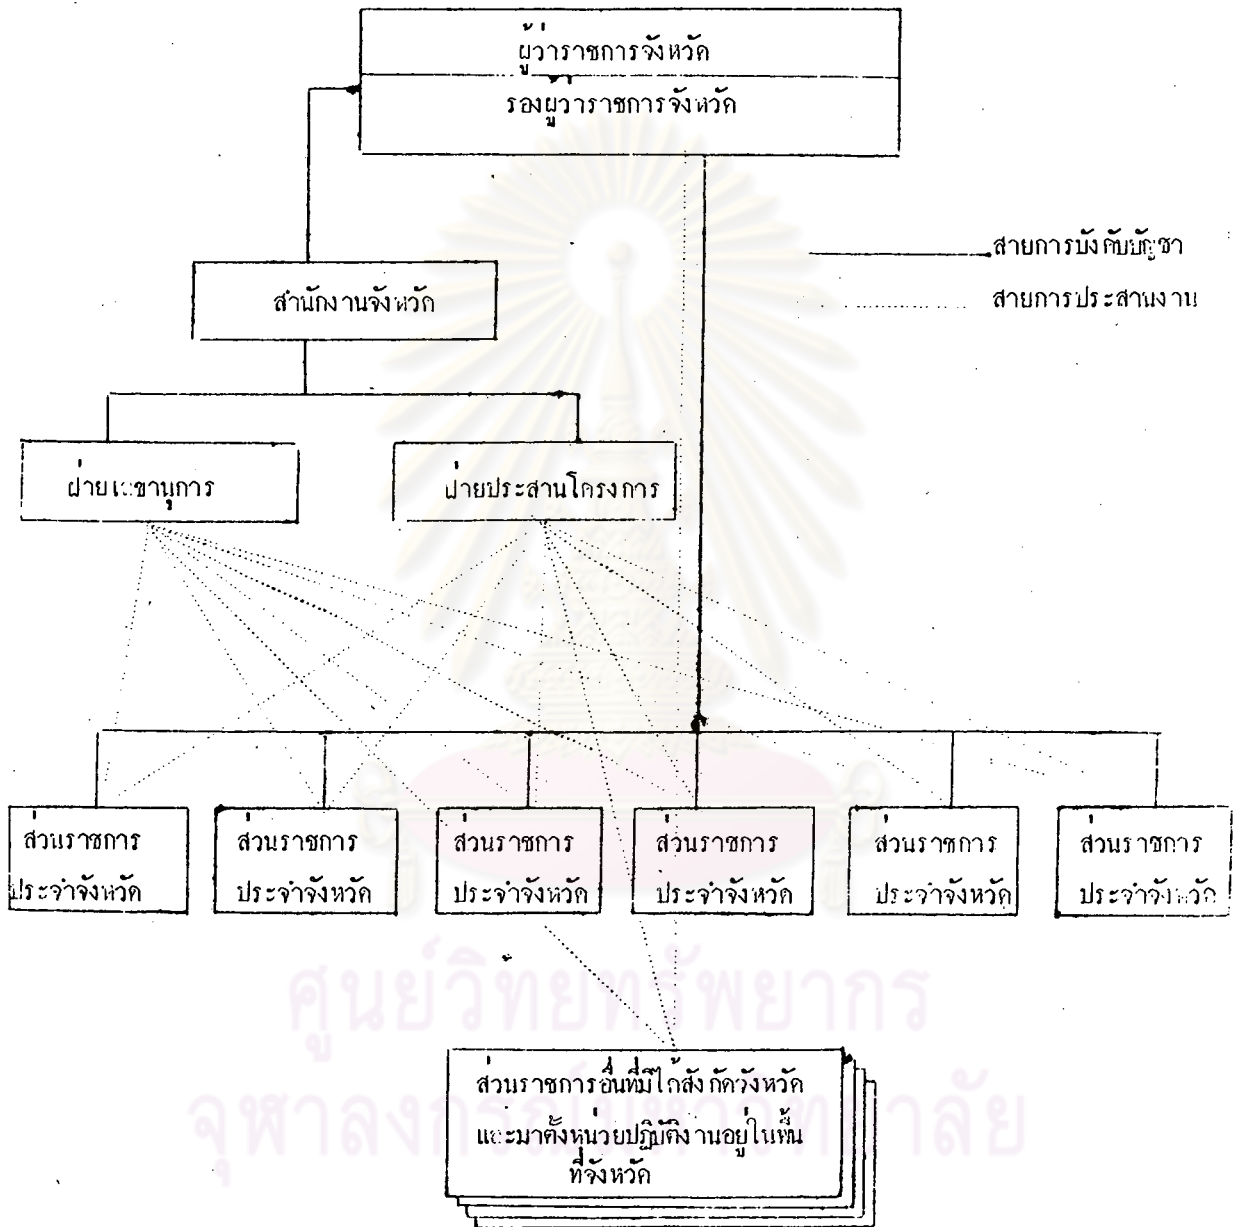 ผู้ว่าราชการจังหวัด
รองผู้ว่าราชการจังหวัด
สายการบังคับบัญชา
สำนักงานจังหวัด
สายการประสานงาน
ฝ่ายเลขานุการ
ฝ่ายประสานโครงการ
ส่วนราชการ
ประจำจังหวัด
ส่วนราชการ
ประจำจังหวัด
ส่วนราชการ
ประจำจังหวัด
ส่วนราชการ
ประจำจังหวัด
ส่วนราชการ
ประจำจังหวัด
ส่วนราชการ
ประจำจังหวัด
ศูนย์วิทยทรัพยากร
จุฬาลงกรณ์มหาวิทยาลัย
ส่วนราชการอื่นที่มิได้สังกัดจังหวัด
และมาตั้งหน่วยปฏิบัติงานอยู่ในพื้น
ที่จังหวัด